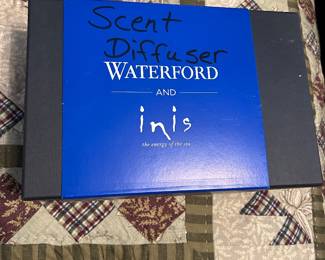 Scent
Diffuser
WATERFORD
AND
inis
the energy of the sea